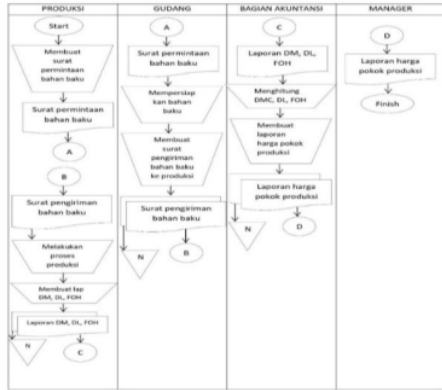 PRODUKSI
Start
Membuat
surat
permintaan
bahan baku
Surat permintaan
bahan baku
A
B
Surat pengiriman
bahan baku
Melakukan
proses
produksi
Membuat lap
DM, DL, FOH
Laporan DM, DL, FOH
N
C
GUDANG
A
Surat permintaan
bahan baku
Mempersiap
kan bahan
baku
Membuat
surat
pengiriman
bahan baku
ke produksi
Surat pengiriman
bahan baku
N
B
BAGIAN AKUNTANSI
C
Laporan DM, DL,
FOH
Menghitung
DMC, DL, FOH
Membuat
laporan
harga pokok
produksi
Laporan harga
pokok produksi
N
D
MANAGER
D
Laporan harga
pokok produksi
Finish